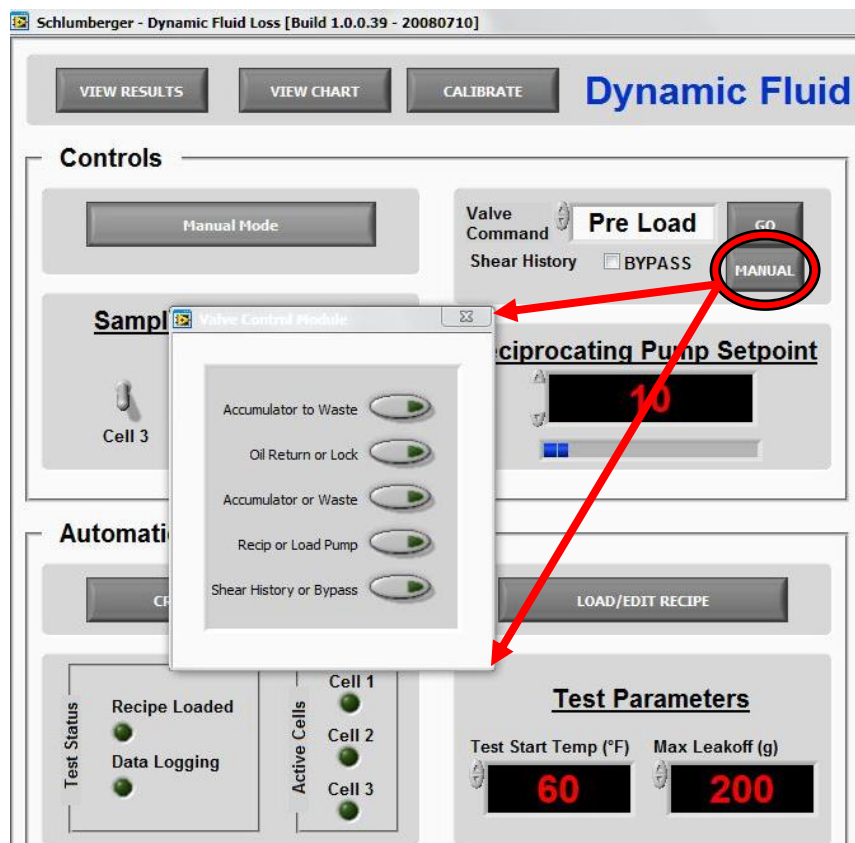 Schlumberger - Dynamic Fluid Loss [Build 1.0.0.39 - 20080710]
VIEW RESULTS
VIEW CHART
CALIBRATE
Dynamic Fluid
Controls
Manual Mode
Valve Command
Pre Load
GO
Shear History
BYPASS
MANUAL
Sampl
Valve Control Module
Accumulator to Waste
Oil Return or Lock
Accumulator or Waste
Recip or Load Pump
Shear History or Bypass
Cell 3
ciprocating Pump Setpoint
10
Automati
CR
LOAD/EDIT RECIPE
Test Status
Recipe Loaded
Data Logging
Active Cells
Cell 1
Cell 2
Cell 3
Test Parameters
Test Start Temp (°F)
Max Leakoff (g)
60
200